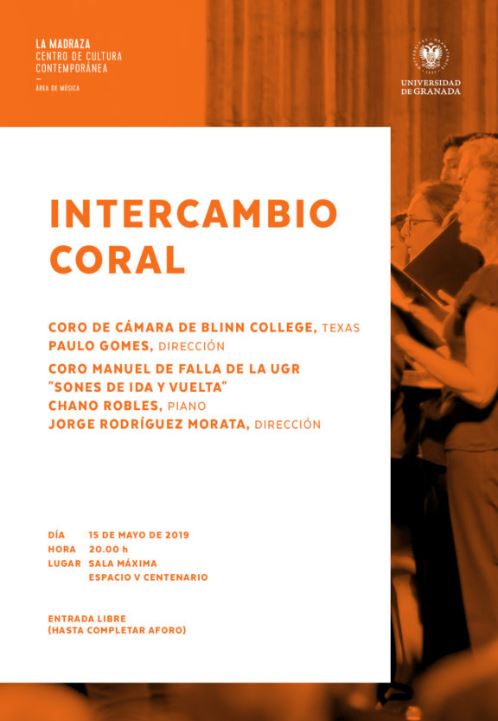 LA MADRAZA
CENTRO DE CULTURA
CONTEMPORÁNEA
–
ÁREA DE MÚSICA
UNIVERSIDAD
DE GRANADA
INTERCAMBIO
CORAL
CORO DE CÁMARA DE BLINN COLLEGE, TEXAS
PAULO GOMES, DIRECCIÓN
CORO MANUEL DE FALLA DE LA UGR
"SONES DE IDA Y VUELTA"
CHANO ROBLES, PIANO
JORGE RODRÍGUEZ MORATA, DIRECCIÓN
DÍA 15 DE MAYO DE 2019
HORA 20.00 h
LUGAR SALA MÁXIMA
ESPACIO V CENTENARIO
ENTRADA LIBRE
(HASTA COMPLETAR AFORO)